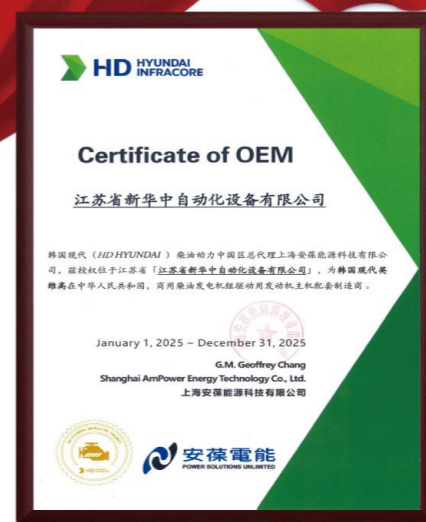 HD HYUNDAI
INFRACORE
Certificate of OEM
江苏省新华中自动化设备有限公司
韩国现代（HD HYUNDAI ）柴油动力中国区总代理上海安葆能源科技有限公
司，兹授权位于江苏省「江苏省新华中自动化设备有限公司」，为韩国现代英
维高在中华人民共和国，商用柴油发电机组驱动用发动机主机配套制造商。
January 1, 2025 ~ December 31, 2025
G.M. Geoffrey Chang
Shanghai AmPower Energy Technology Co., Ltd.
上海安葆能源科技有限公司
安葆電能
POWER SOLUTIONS UNLIMITED